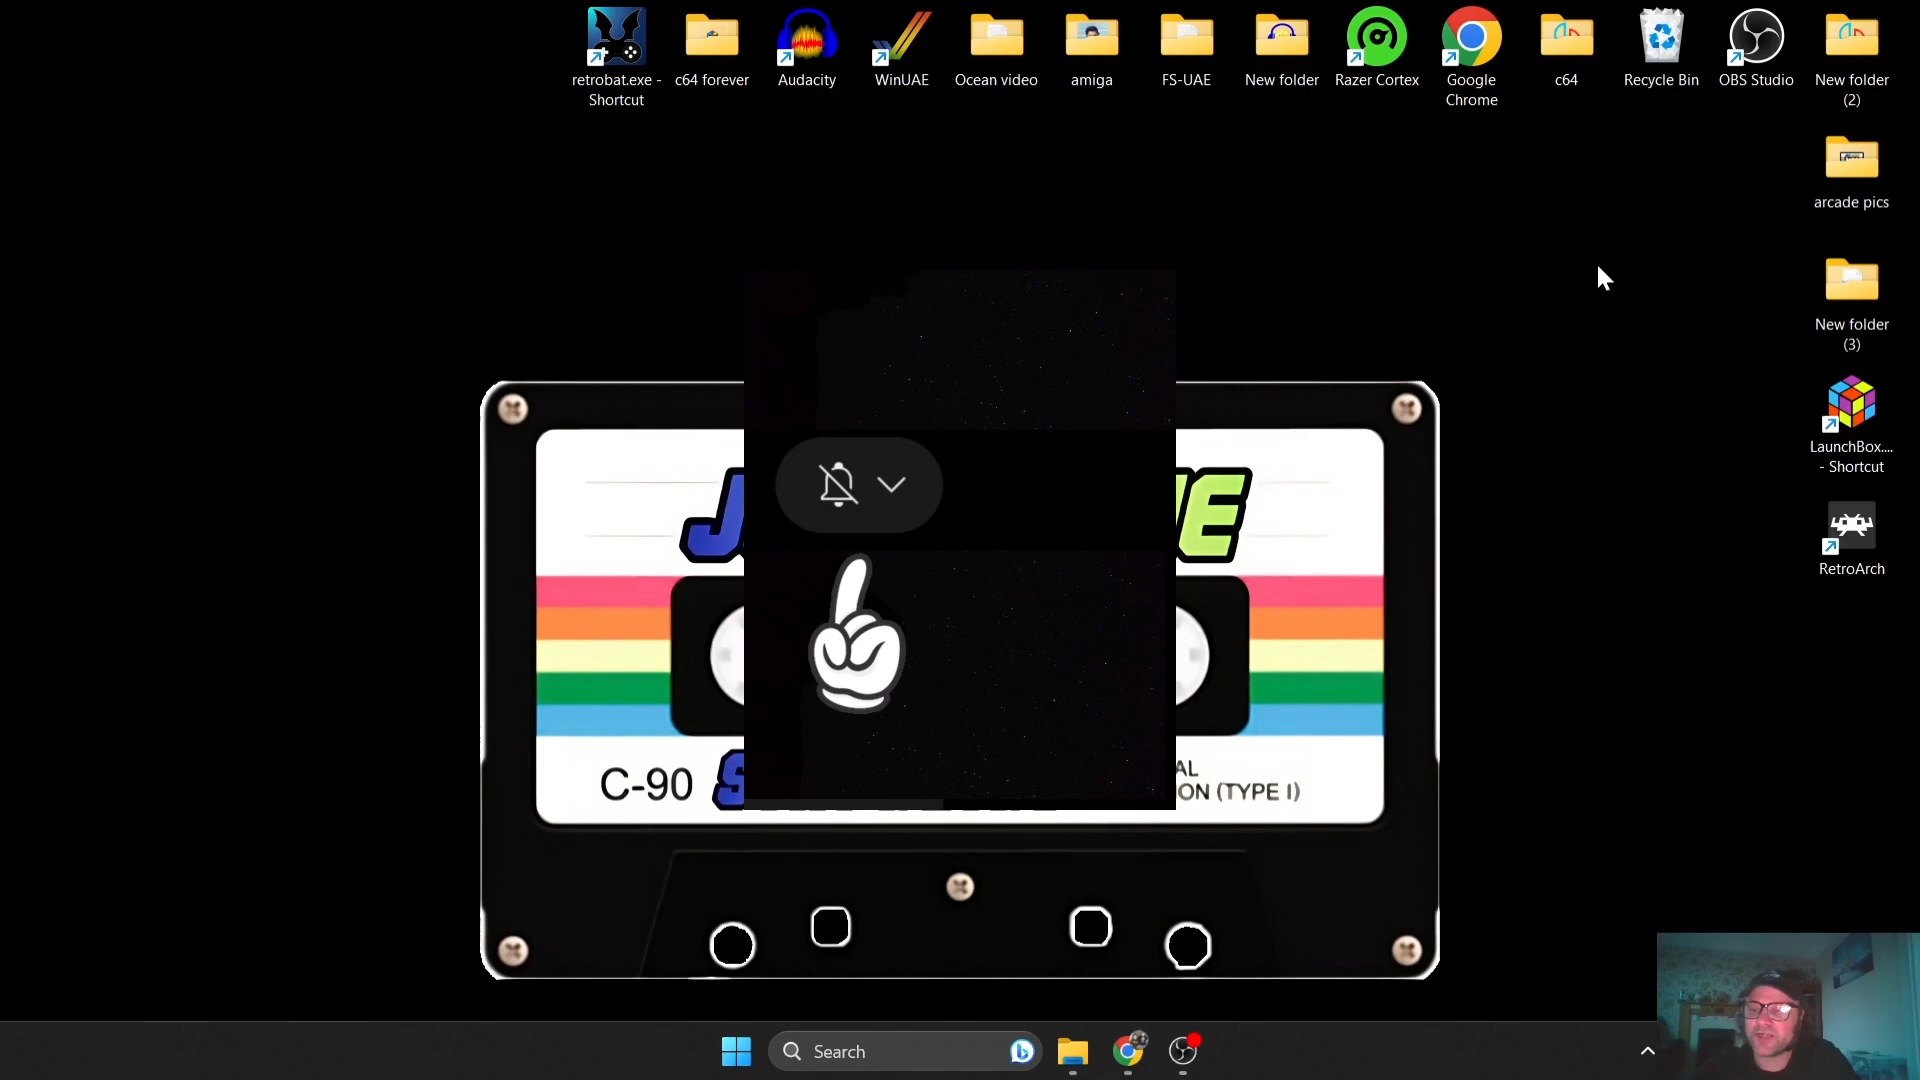 retrobat.exe -
Shortcut
c64 forever
Audacity
WinUAE
Ocean video
amiga
FS-UAE
New folder
Razer Cortex
Google
Chrome
c64
Recycle Bin
OBS Studio
New folder
(2)
arcade pics
New folder
(3)
LaunchBox....
- Shortcut
RetroArch
C-90
ON (TYPE I)
Search